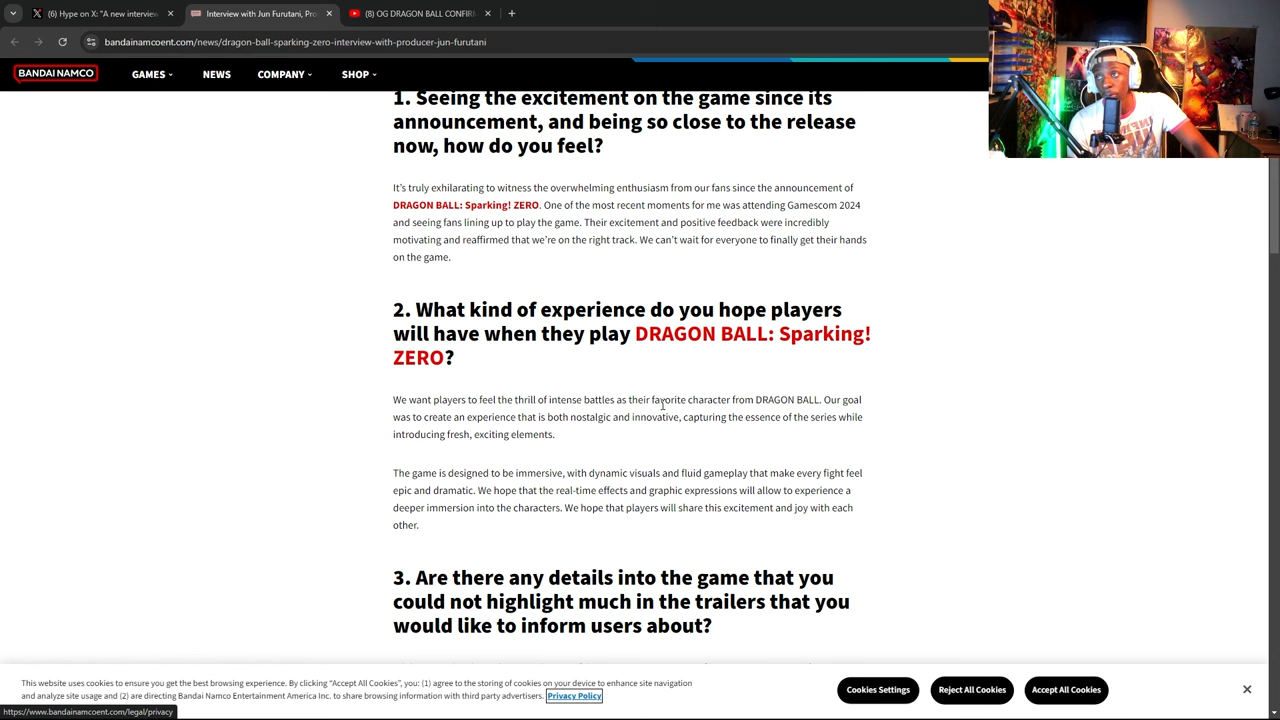 (6) Hype on X: "A new interview
Interview with Jun Furutani, Pro
(8) OG DRAGON BALL CONFIR
bandainamcoent.com/news/dragon-ball-sparking-zero-interview-with-producer-jun-furutani
BANDAI NAMCO
GAMES
NEWS
COMPANY
SHOP
1. Seeing the excitement on the game since its
announcement, and being so close to the release
now, how do you feel?
It's truly exhilarating to witness the overwhelming enthusiasm from our fans since the announcement of
DRAGON BALL: Sparking! ZERO. One of the most recent moments for me was attending Gamescom 2024
and seeing fans lining up to play the game. Their excitement and positive feedback were incredibly
motivating and reaffirmed that we're on the right track. We can't wait for everyone to finally get their hands
on the game.
2. What kind of experience do you hope players
will have when they play DRAGON BALL: Sparking!
ZERO?
We want players to feel the thrill of intense battles as their favorite character from DRAGON BALL. Our goal
was to create an experience that is both nostalgic and innovative, capturing the essence of the series while
introducing fresh, exciting elements.
The game is designed to be immersive, with dynamic visuals and fluid gameplay that make every fight feel
epic and dramatic. We hope that the real-time effects and graphic expressions will allow to experience a
deeper immersion into the characters. We hope that players will share this excitement and joy with each
other.
3. Are there any details into the game that you
could not highlight much in the trailers that you
would like to inform users about?
This website uses cookies to ensure you get the best browsing experience. By clicking "Accept All Cookies", you: (1) agree to the storing of cookies on your device to enhance site navigation
and analyze site usage and (2) are directing Bandai Namco Entertainment America Inc. to share browsing information with third party advertisers. Privacy Policy
Cookies Settings
Reject All Cookies
Accept All Cookies
https://www.bandainamcoent.com/legal/privacy